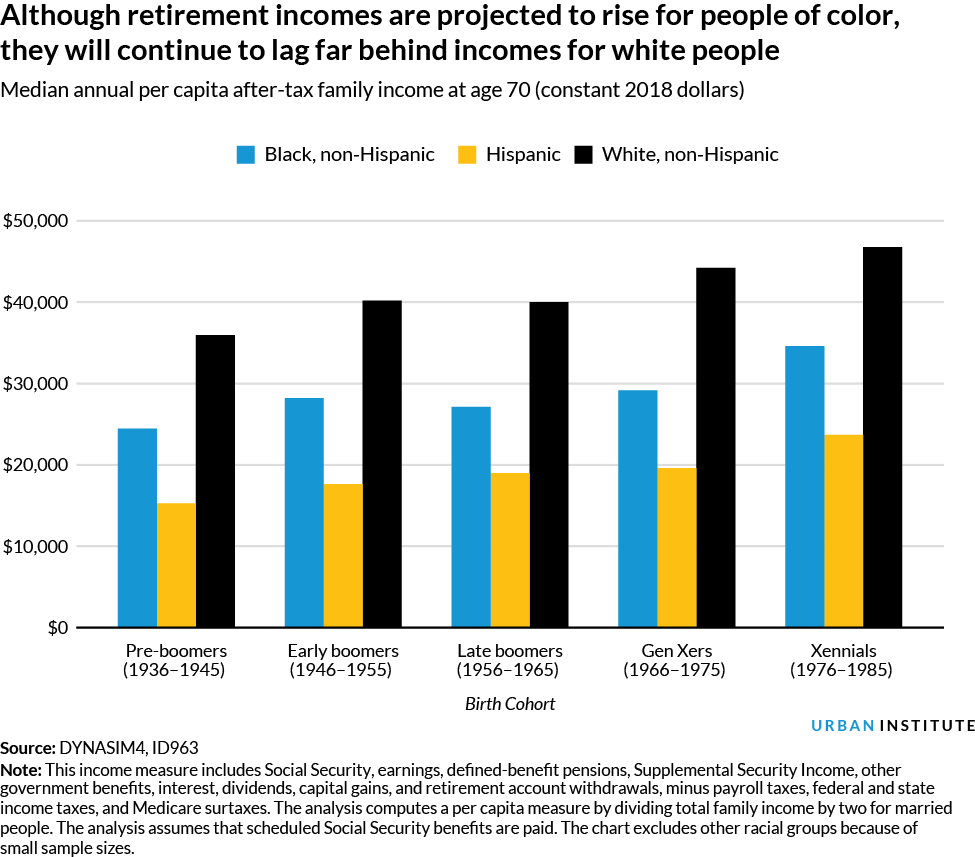 Although retirement incomes are projected to rise for people of color,
they will continue to lag far behind incomes for white people
Median annual per capita after-tax family income at age 70 (constant 2018 dollars)
Black, non-Hispanic Hispanic White, non-Hispanic
$50,000
$40,000
$30,000
$20,000
$10,000
$0
Pre-boomers Early boomers Late boomers Gen Xers Xennials
(1936–1945) (1946–1955) (1956–1965) (1966–1975) (1976–1985)
Birth Cohort
URBAN INSTITUTE
Source: DYNASIM4, ID963
Note: This income measure includes Social Security, earnings, defined-benefit pensions, Supplemental Security Income, other
government benefits, interest, dividends, capital gains, and retirement account withdrawals, minus payroll taxes, federal and state
income taxes, and Medicare surtaxes. The analysis computes a per capita measure by dividing total family income by two for married
people. The analysis assumes that scheduled Social Security benefits are paid. The chart excludes other racial groups because of
small sample sizes.